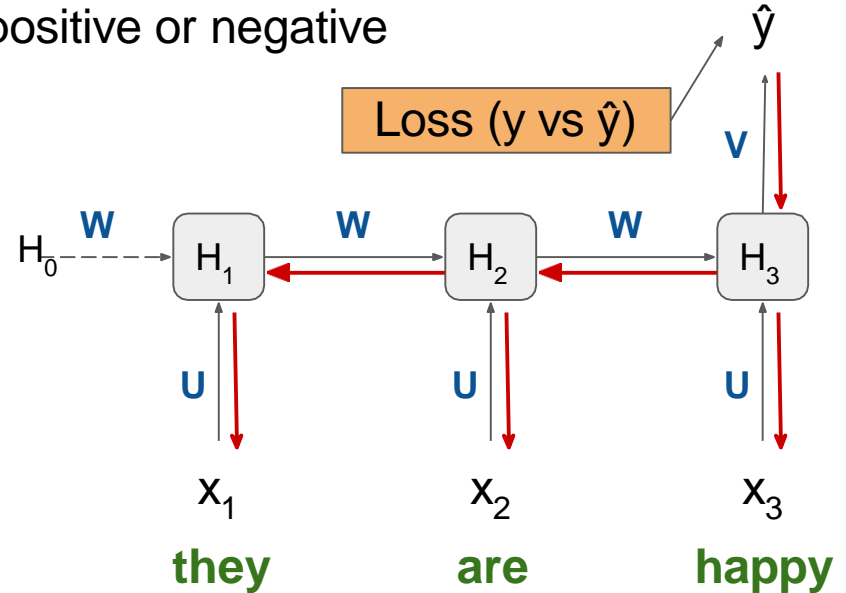 positive or negative
ŷ
Loss (y vs ŷ)
V
W W W
H₀ H₁ H₂ H₃
U U U
x₁ x₂ x₃
they are happy